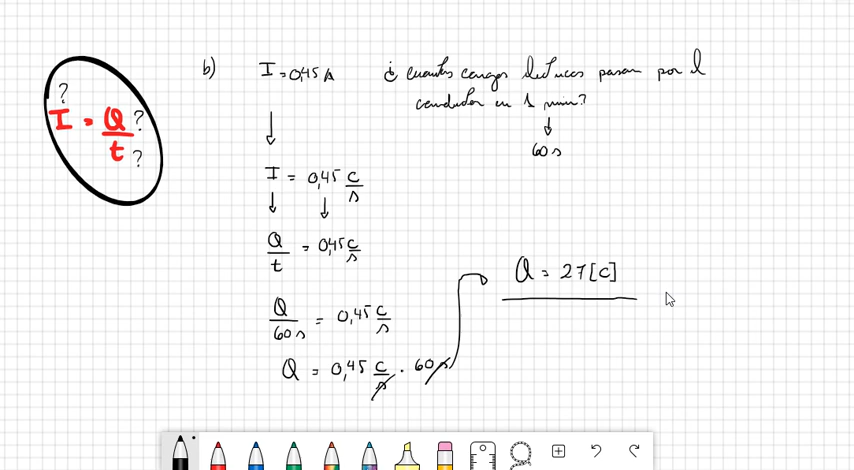 b) I = 0,45 A ¿ cuantas cargas electricas pasan por el
conductor en 1 min?
60 s
? I = Q ?
t ?
I = 0,45 C/s
Q/t = 0,45 C/s
Q/60 s = 0,45 C/s
Q = 0,45 C/s . 60 s
Q = 27 [C]